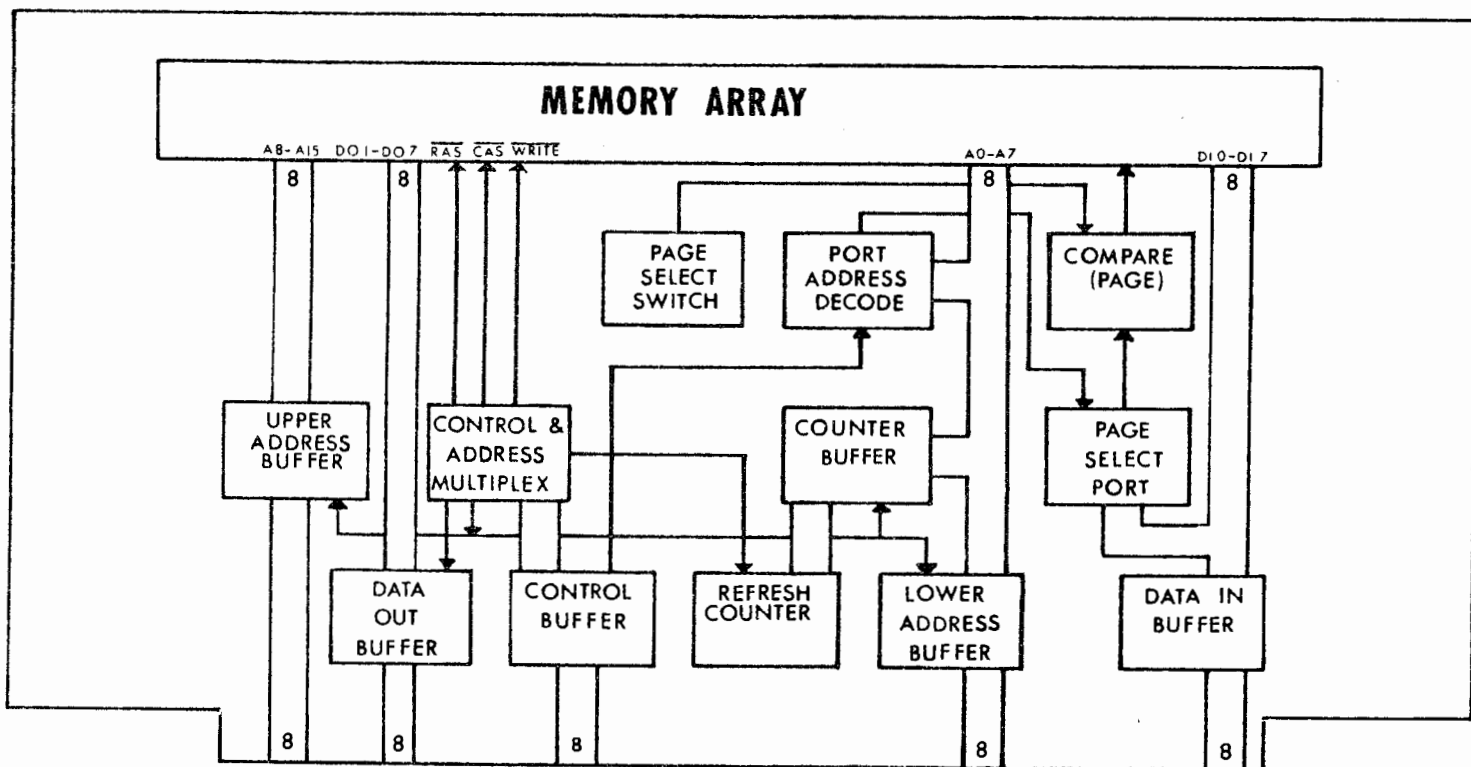 MEMORY ARRAY
A8-A15 DO1-DO7 RAS CAS WRITE A0-A7 DI0-DI7
8 8 8 8
PAGE
SELECT
SWITCH
PORT
ADDRESS
DECODE
COMPARE
(PAGE)
UPPER
ADDRESS
BUFFER
CONTROL &
ADDRESS
MULTIPLEX
COUNTER
BUFFER
PAGE
SELECT
PORT
DATA
OUT
BUFFER
CONTROL
BUFFER
REFRESH
COUNTER
LOWER
ADDRESS
BUFFER
DATA IN
BUFFER
8 8 8 8 8